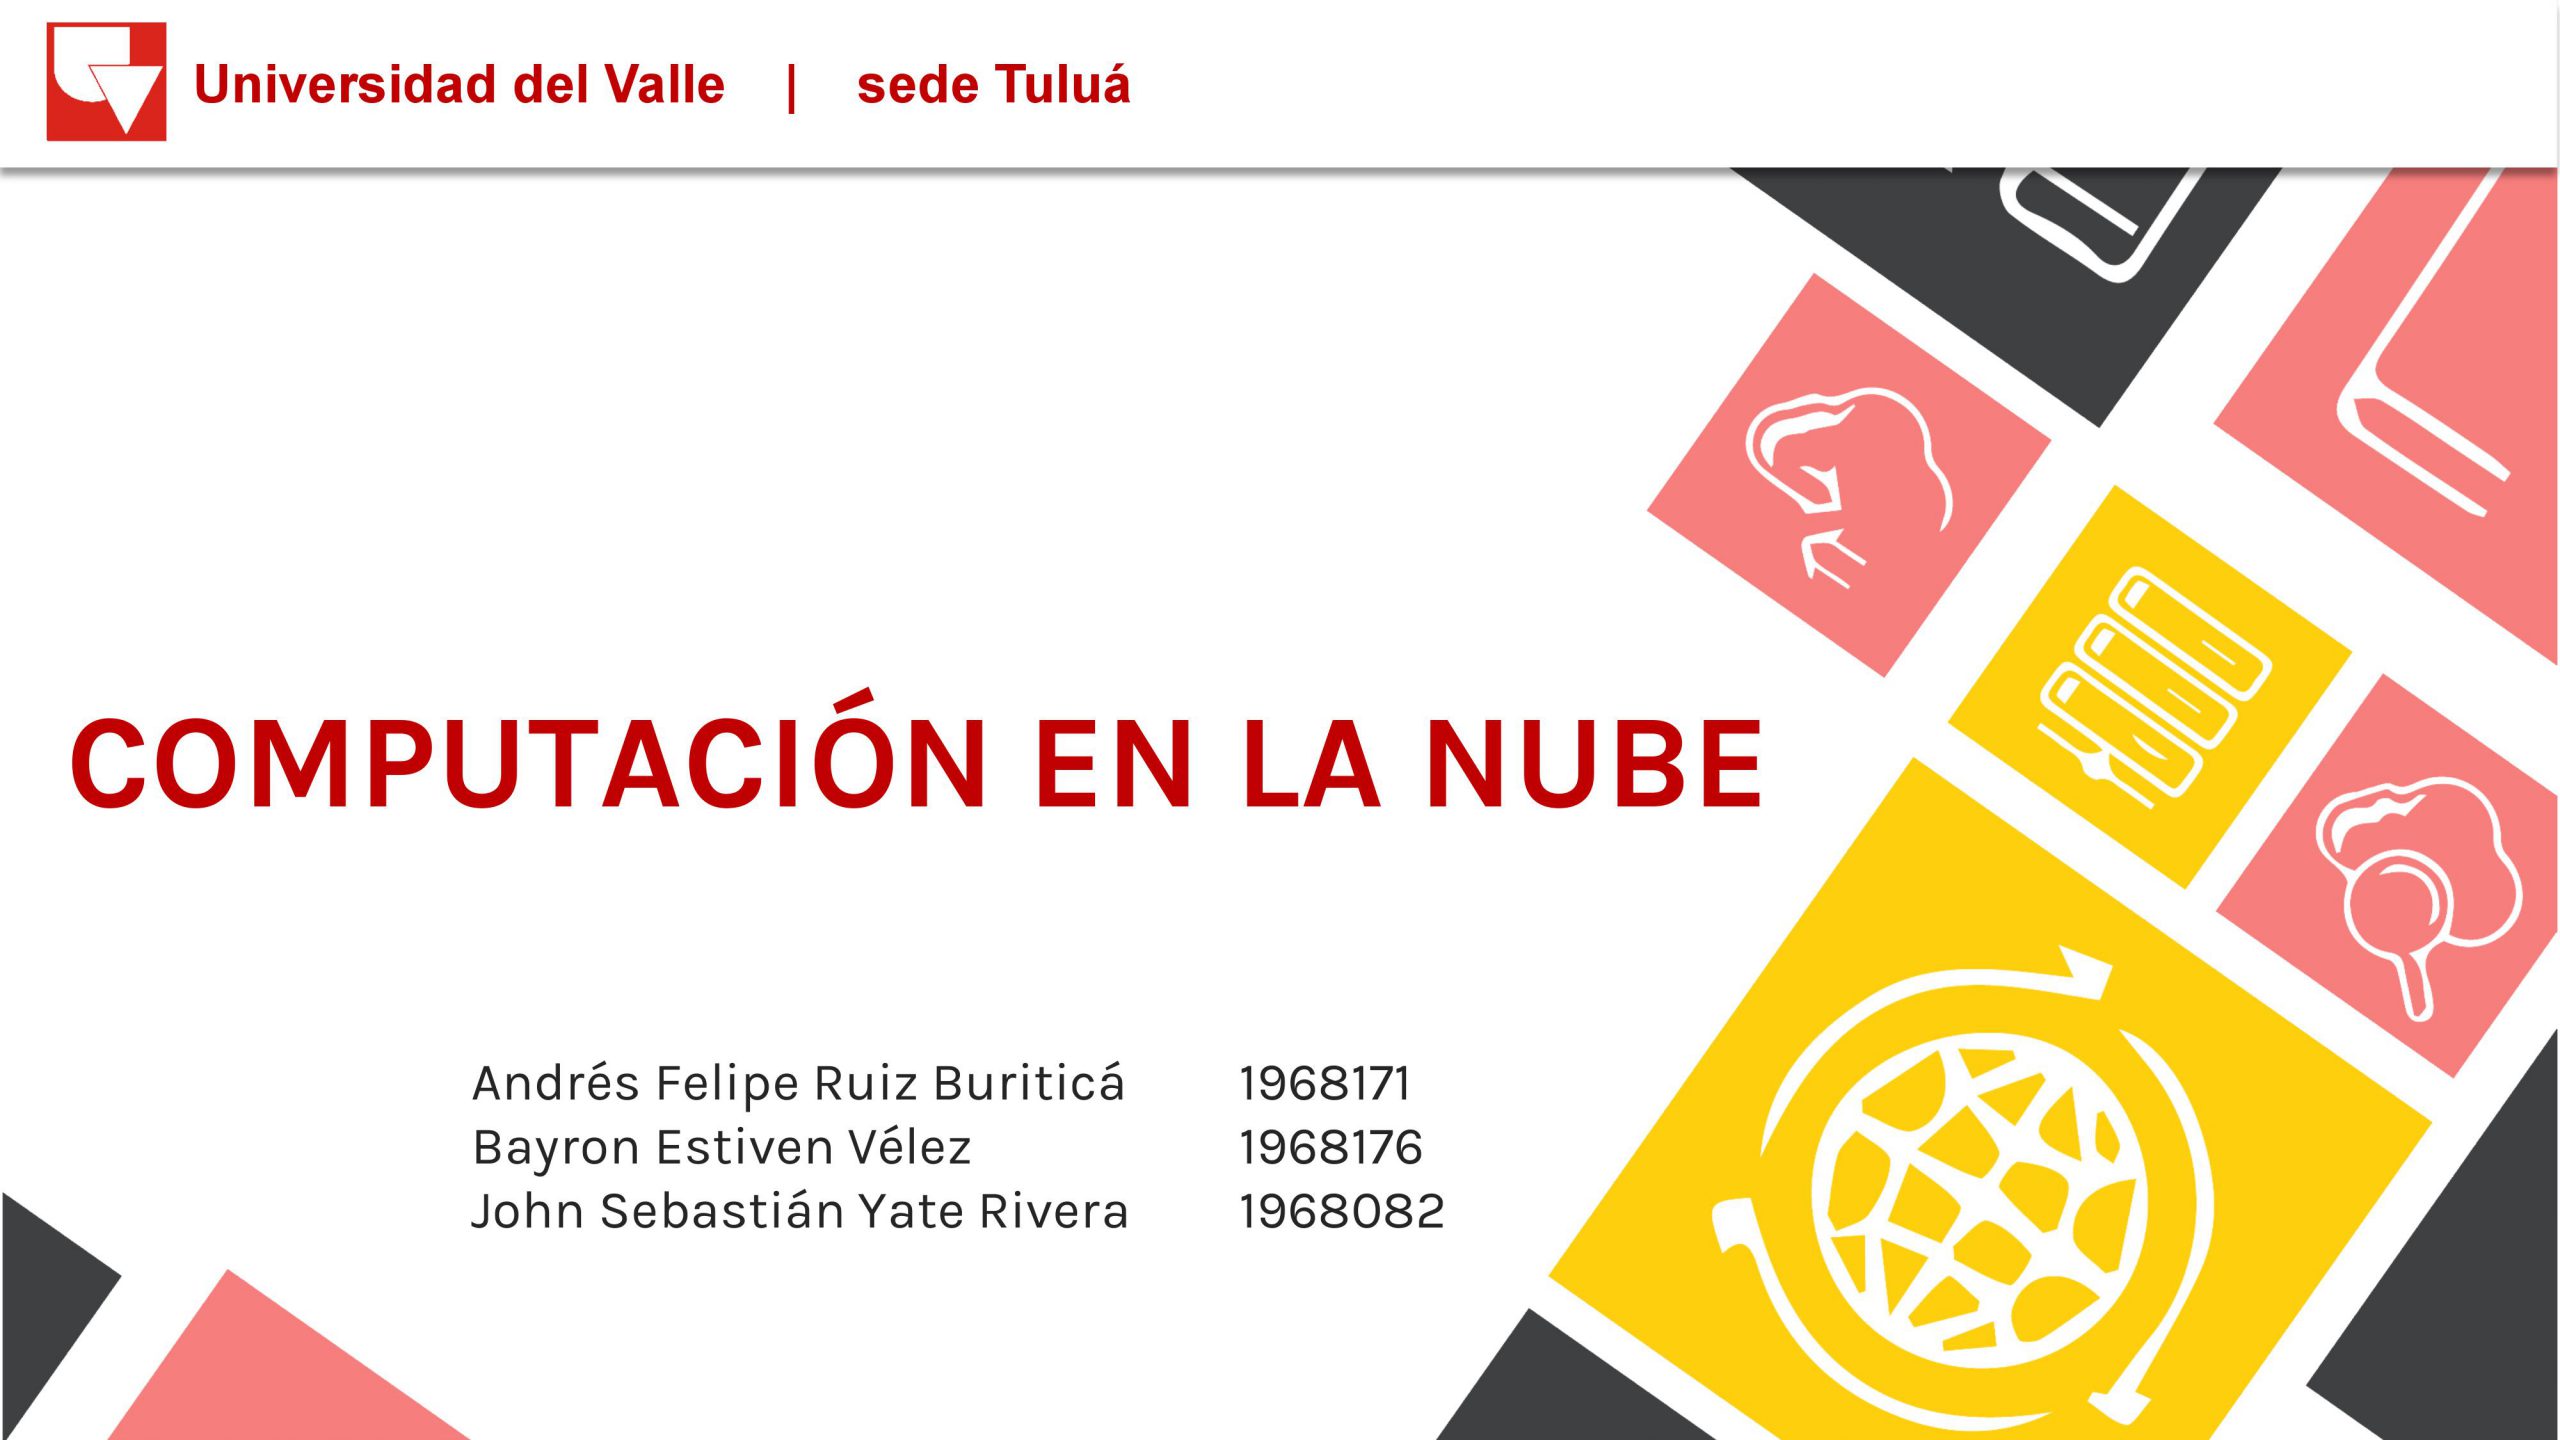 Universidad del Valle | sede Tuluá
COMPUTACIÓN EN LA NUBE
Andrés Felipe Ruiz Buriticá 1968171
Bayron Estiven Vélez 1968176
John Sebastián Yate Rivera 1968082